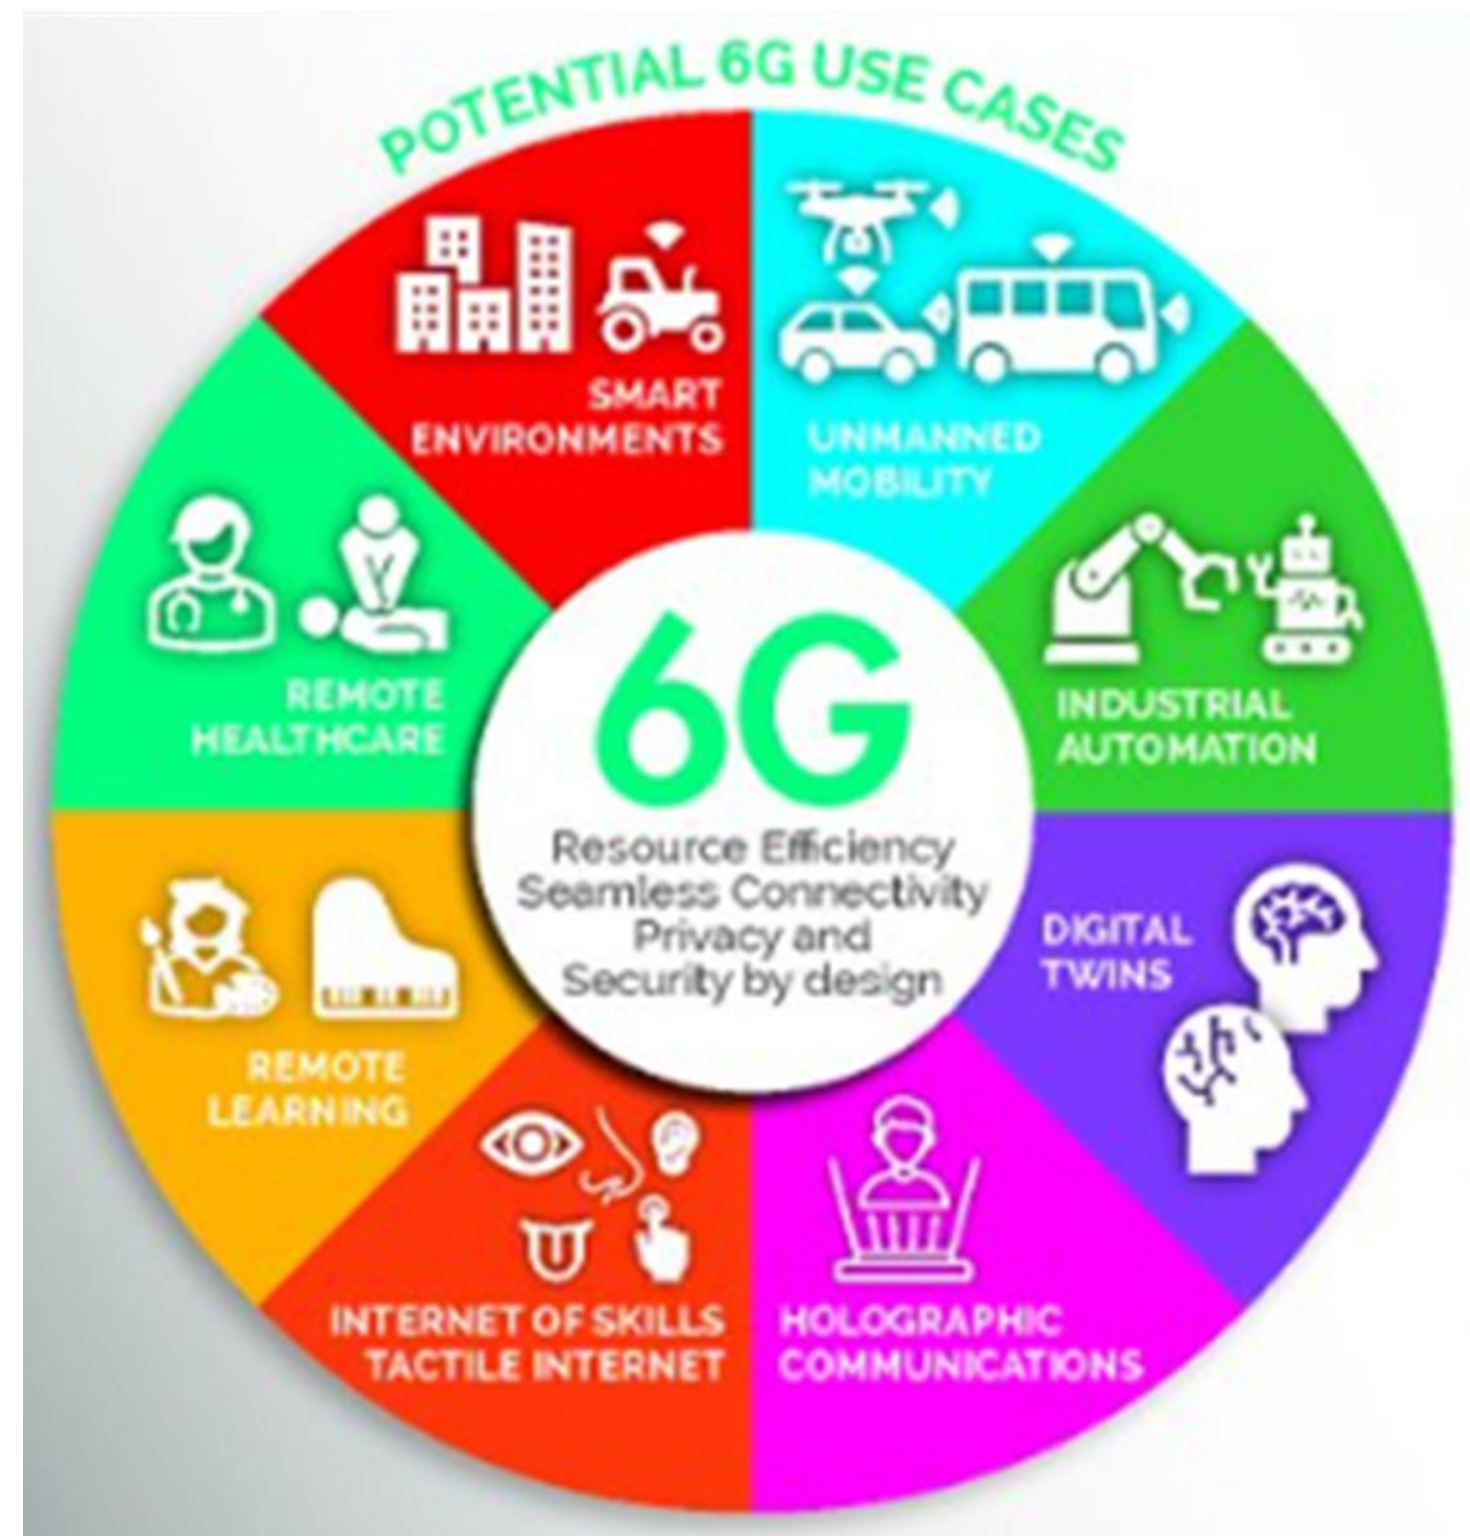 POTENTIAL 6G USE CASES
SMART
ENVIRONMENTS
UNMANNED
MOBILITY
INDUSTRIAL
AUTOMATION
DIGITAL
TWINS
HOLOGRAPHIC
COMMUNICATIONS
INTERNET OF SKILLS
TACTILE INTERNET
REMOTE
LEARNING
REMOTE
HEALTHCARE
6G
Resource Efficiency
Seamless Connectivity
Privacy and
Security by design